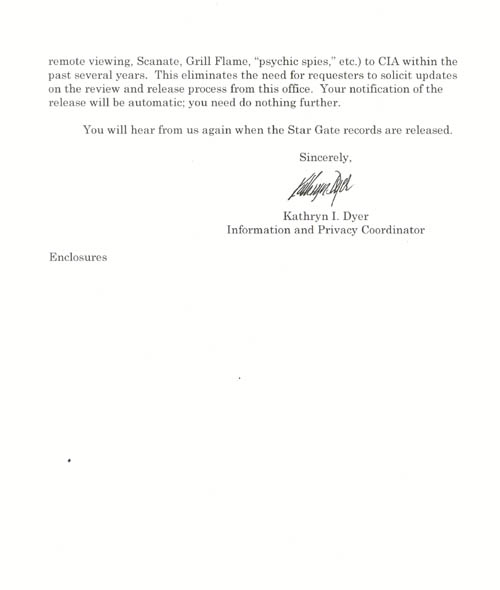 remote viewing, Scanate, Grill Flame, “psychic spies,” etc.) to CIA within the
past several years. This eliminates the need for requesters to solicit updates
on the review and release process from this office. Your notification of the
release will be automatic; you need do nothing further.
You will hear from us again when the Star Gate records are released.
Sincerely,
Kathryn I. Dyer
Information and Privacy Coordinator
Enclosures